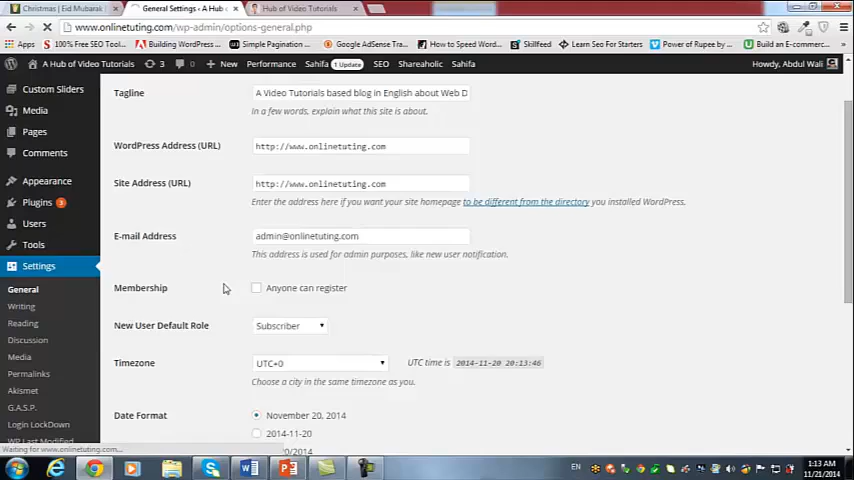 Christmas | Eid Mubarak
General Settings ‹ A Hub
Hubfor Video Tutorials
www.onlinetuting.com/wp-admin/options-general.php
Apps
100% Free SEO Tool...
Building WordPress ...
Simple Pagination -...
Google AdSense Tra...
How to Speed Word...
Skillfeed
Learn Seo For Starters
Power of Rupee by ...
Build an E-commerc...
A Hub of Video Tutorials
3
New
Performance
Sahifa
1 Update
SEO
Shareaholic
Sahifa
Howdy, Abdul Wali
Custom Sliders
Media
Pages
Comments
Appearance
Plugins 3
Users
Tools
Settings
General
Writing
Reading
Discussion
Media
Permalinks
Akismet
G.A.S.P.
Login LockDown
WP Last Modified
Tagline
A Video Tutorials based blog in English about Web D
In a few words, explain what this site is about.
WordPress Address (URL)
http://www.onlinetuting.com
Site Address (URL)
http://www.onlinetuting.com
Enter the address here if you want your site homepage to be different from the directory you installed WordPress.
E-mail Address
admin@onlinetuting.com
This address is used for admin purposes, like new user notification.
Membership
Anyone can register
New User Default Role
Subscriber
Timezone
UTC+0
UTC time is 2014-11-20 20:13:46
Choose a city in the same timezone as you.
Date Format
November 20, 2014
2014-11-20
Waiting for www.onlinetuting.com...
EN
1:13 AM
11/21/2014